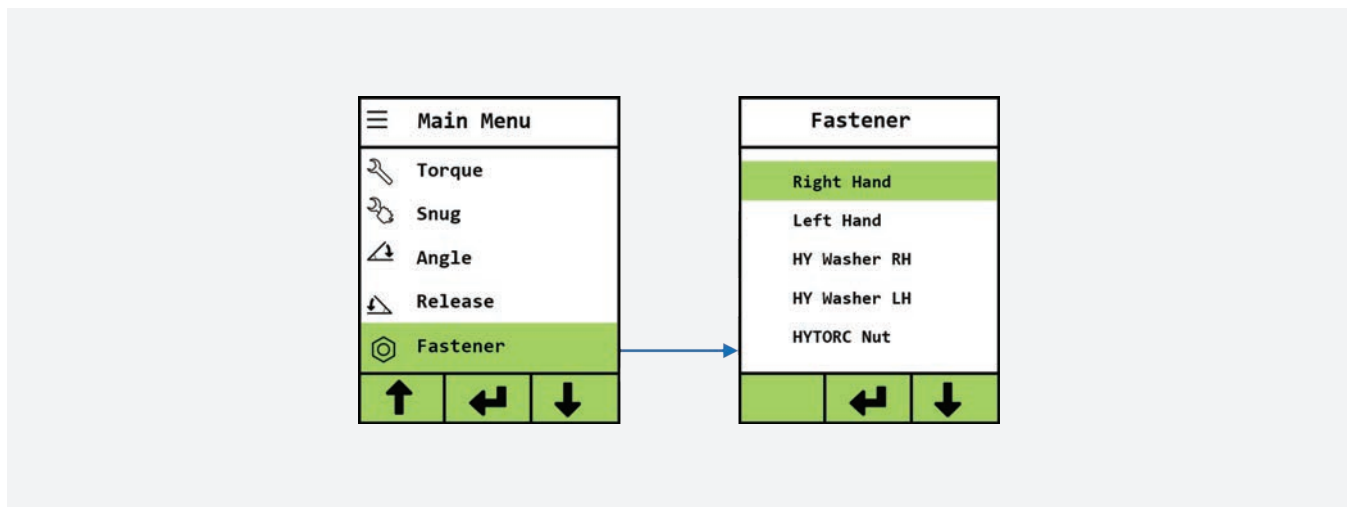 Main Menu
Torque
Snug
Angle
Release
Fastener
Fastener
Right Hand
Left Hand
HY Washer RH
HY Washer LH
HYTORC Nut